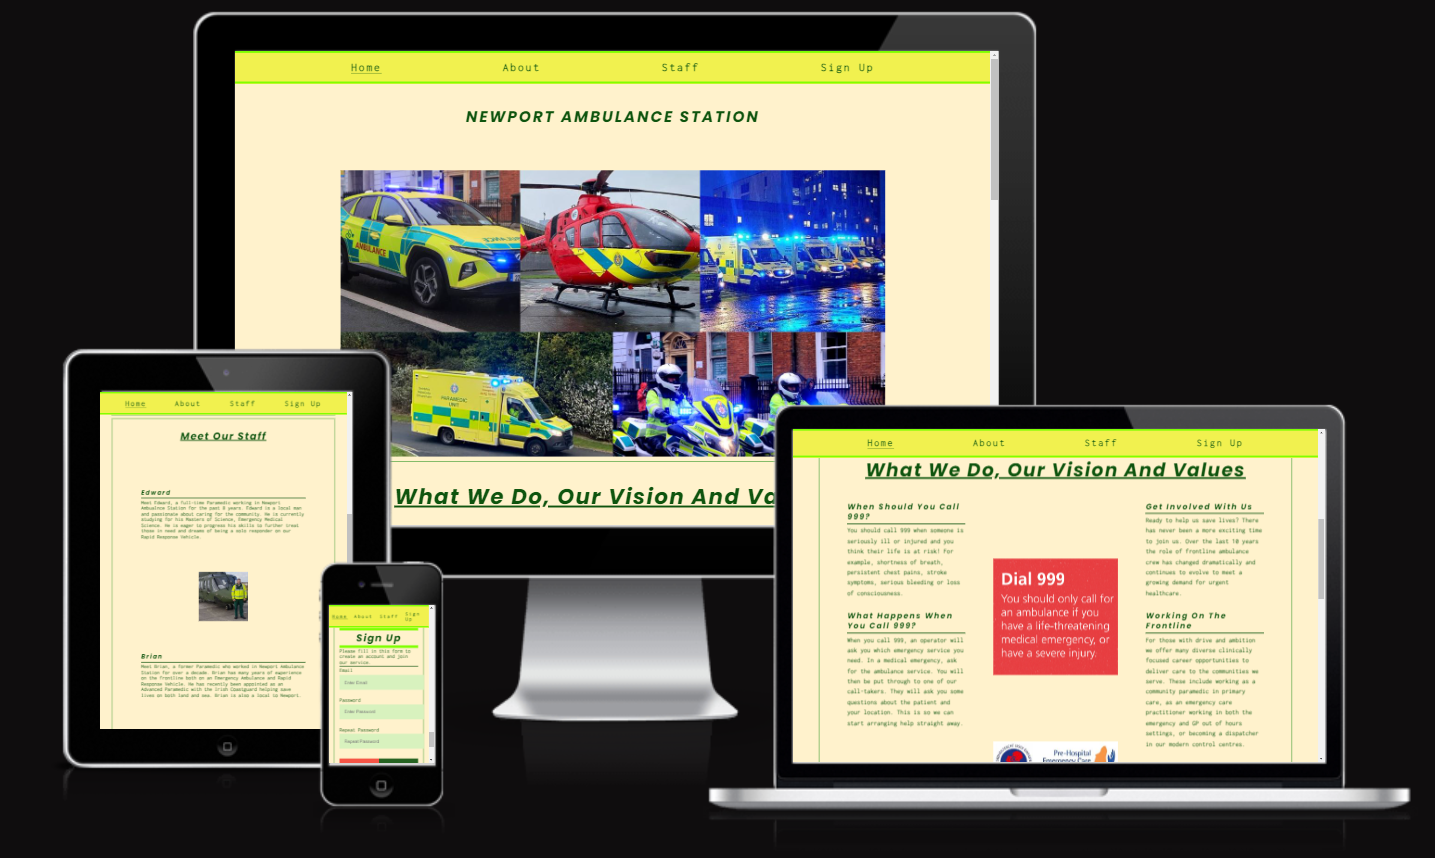 Home About Staff Sign Up
NEWPORT AMBULANCE STATION
AMBULANCE
PARAMEDIC
UNIT
What We Do, Our Vision And Va
Home About Staff Sign Up
Meet Our Staff
Edward
Meet Edward, a full-time Paramedic working in Newport
Ambulance Station for the past 8 years. Edward is a local man
and passionate about caring for the community. He is currently
studying for his Masters of Science, Emergency Medical
Science. He is eager to progress his skills to further treat
those in need and dreams of being a solo responder on our
Rapid Response Vehicle.
Brian
Meet Brian, a former Paramedic who worked in Newport Ambulance
Station for over a decade. Brian has many years of experience
on the frontline both on an Emergency Ambulance and Rapid
Response Vehicle. He has recently been appointed as an
Advanced Paramedic with the Irish Coastguard helping save
lives on both land and sea. Brian is also a local to Newport.
Home About Staff Sign
Up
Sign Up
Please fill in this form to
create an account and join
our service.
Email
Enter Email
Password
Enter Password
Repeat Password
Repeat Password
Home About Staff Sign Up
What We Do, Our Vision And Values
When Should You Call
999?
You should call 999 when someone is
seriously ill or injured and you
think their life is at risk! For
example, shortness of breath,
persistent chest pains, stroke
symptoms, serious bleeding or loss
of consciousness.
What Happens When
You Call 999?
When you call 999, an operator will
ask you which emergency service you
need. In a medical emergency, ask
for the ambulance service. You will
then be put through to one of our
call-takers. They will ask you some
questions about the patient and
your location. This is so we can
start arranging help straight away.
Dial 999
You should only call for
an ambulance if you
have a life-threatening
medical emergency, or
have a severe injury.
Pre-Hospital
Emergency Care
Get Involved With Us
Ready to help us save lives? There
has never been a more exciting time
to join us. Over the last 10 years
the role of frontline ambulance
crew has changed dramatically and
continues to evolve to meet a
growing demand for urgent
healthcare.
Working On The
Frontline
For those with drive and ambition
we offer many diverse clinically
focused career opportunities to
deliver care to the communities we
serve. These include working as a
community paramedic in primary
care, as an emergency care
practitioner working in both the
emergency and GP out of hours
settings, or becoming a dispatcher
in our modern control centres.